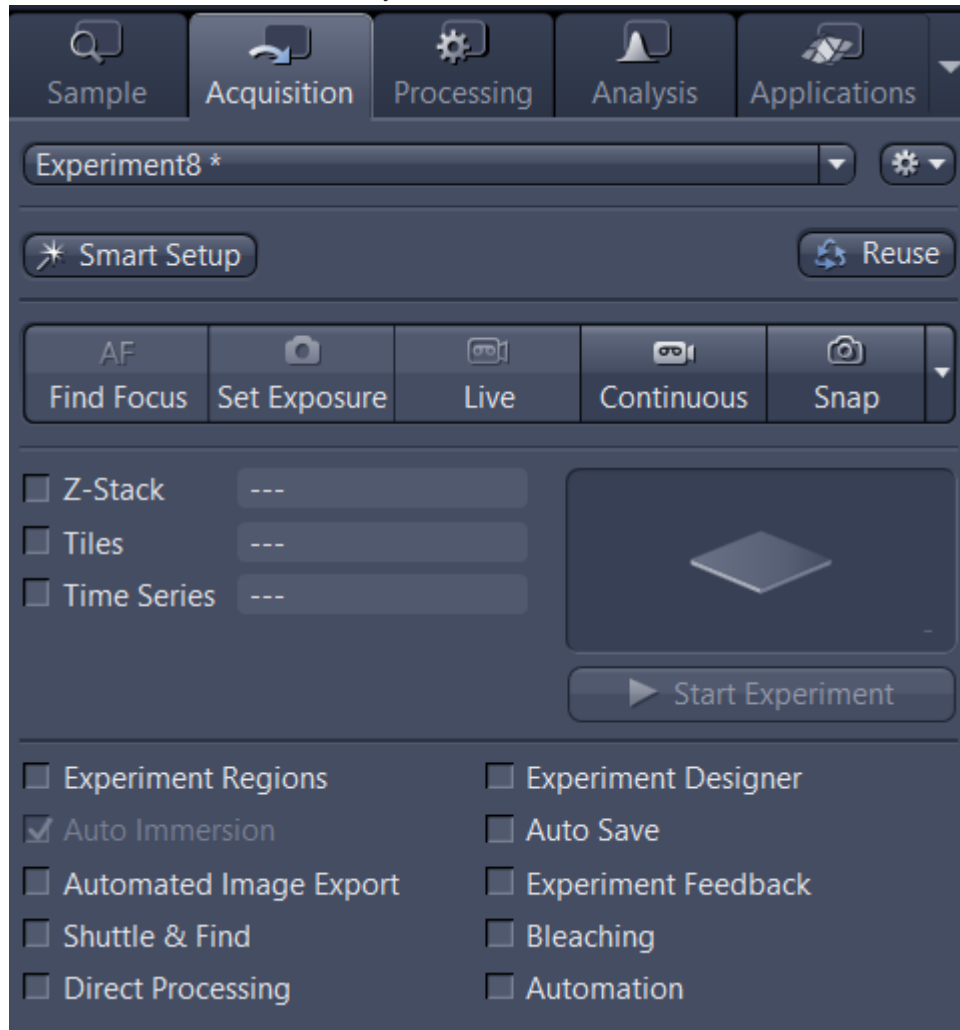 Sample Acquisition Processing Analysis Applications
Experiment8 *
Smart Setup Reuse
AF
Find Focus Set Exposure Live Continuous Snap
Z-Stack ---
Tiles ---
Time Series ---
-
Start Experiment
Experiment Regions Experiment Designer
Auto Immersion Auto Save
Automated Image Export Experiment Feedback
Shuttle & Find Bleaching
Direct Processing Automation